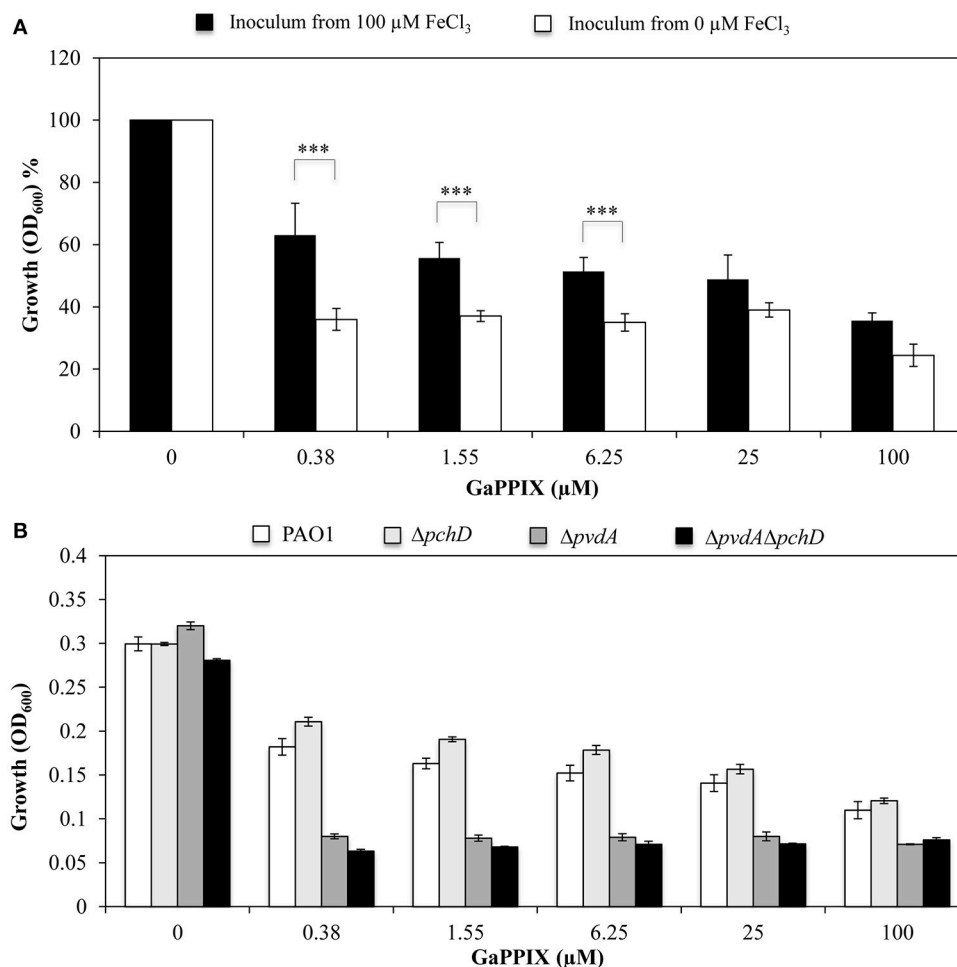 A
Inoculum from 100 µM FeCl₃ Inoculum from 0 µM FeCl₃
120
100
80
60
40
20
0
Growth (OD₆₀₀) %
*** *** ***
0 0.38 1.55 6.25 25 100
GaPPIX (µM)
B
PAO1 ΔpchD ΔpvdA ΔpvdAΔpchD
0.4
0.35
0.3
0.25
0.2
0.15
0.1
0.05
0
Growth (OD₆₀₀)
0 0.38 1.55 6.25 25 100
GaPPIX (µM)